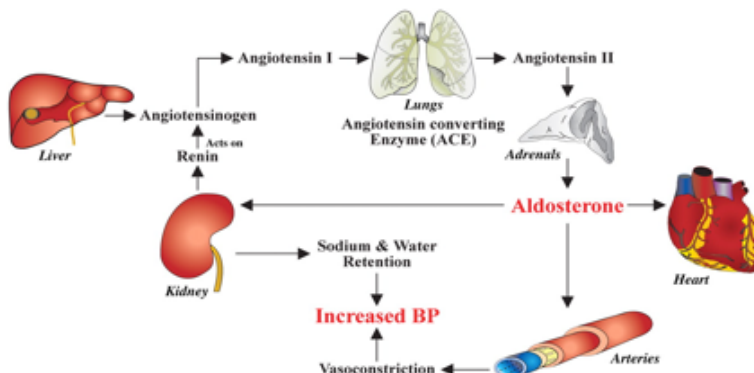 Angiotensin I
Angiotensin II
Angiotensinogen
Lungs
Angiotensin converting
Enzyme (ACE)
Liver
Acts on
Renin
Adrenals
Aldosterone
Sodium & Water
Retention
Kidney
Heart
Increased BP
Arteries
Vasoconstriction